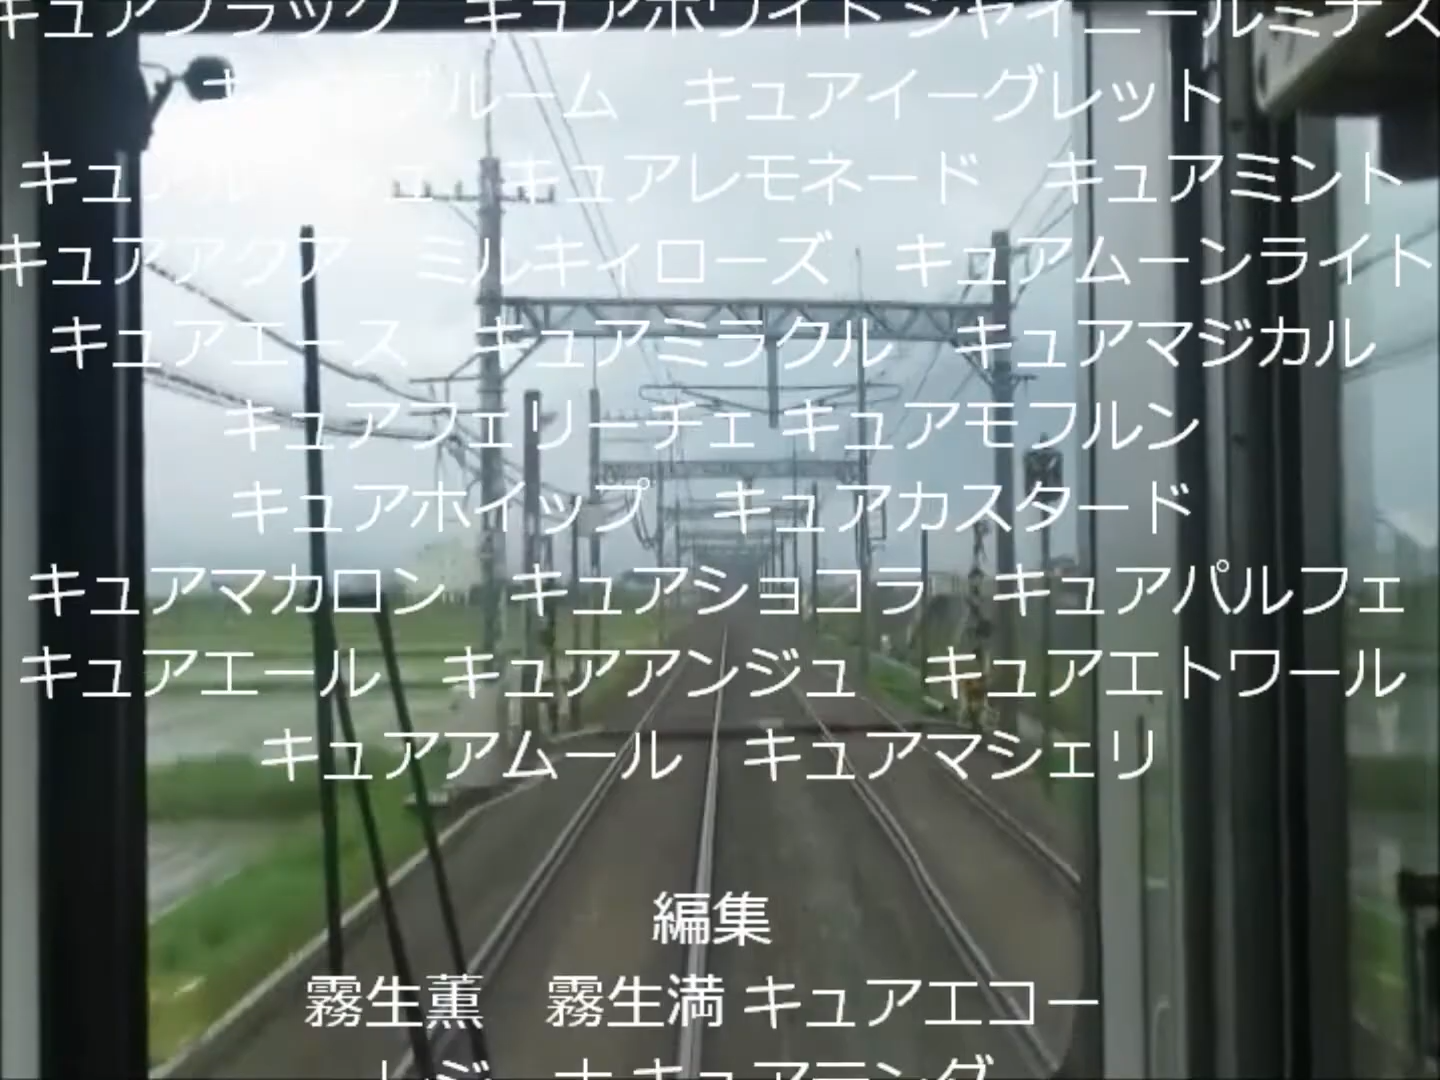 キュアブラック　キュアホワイト シャイニールミナス
キュアブルーム　キュアイーグレット
キュアルージュ　キュアレモネード　キュアミント
キュアアクア　ミルキィローズ　キュアムーンライト
キュアエース　キュアミラクル　キュアマジカル
キュアフェリーチェ キュアモフルン
キュアホイップ　キュアカスタード
キュアマカロン　キュアショコラ　キュアパルフェ
キュアエール　キュアアンジュ　キュアエトワール
キュアアムール　キュアマシェリ
編集
霧生薫　霧生満 キュアエコー